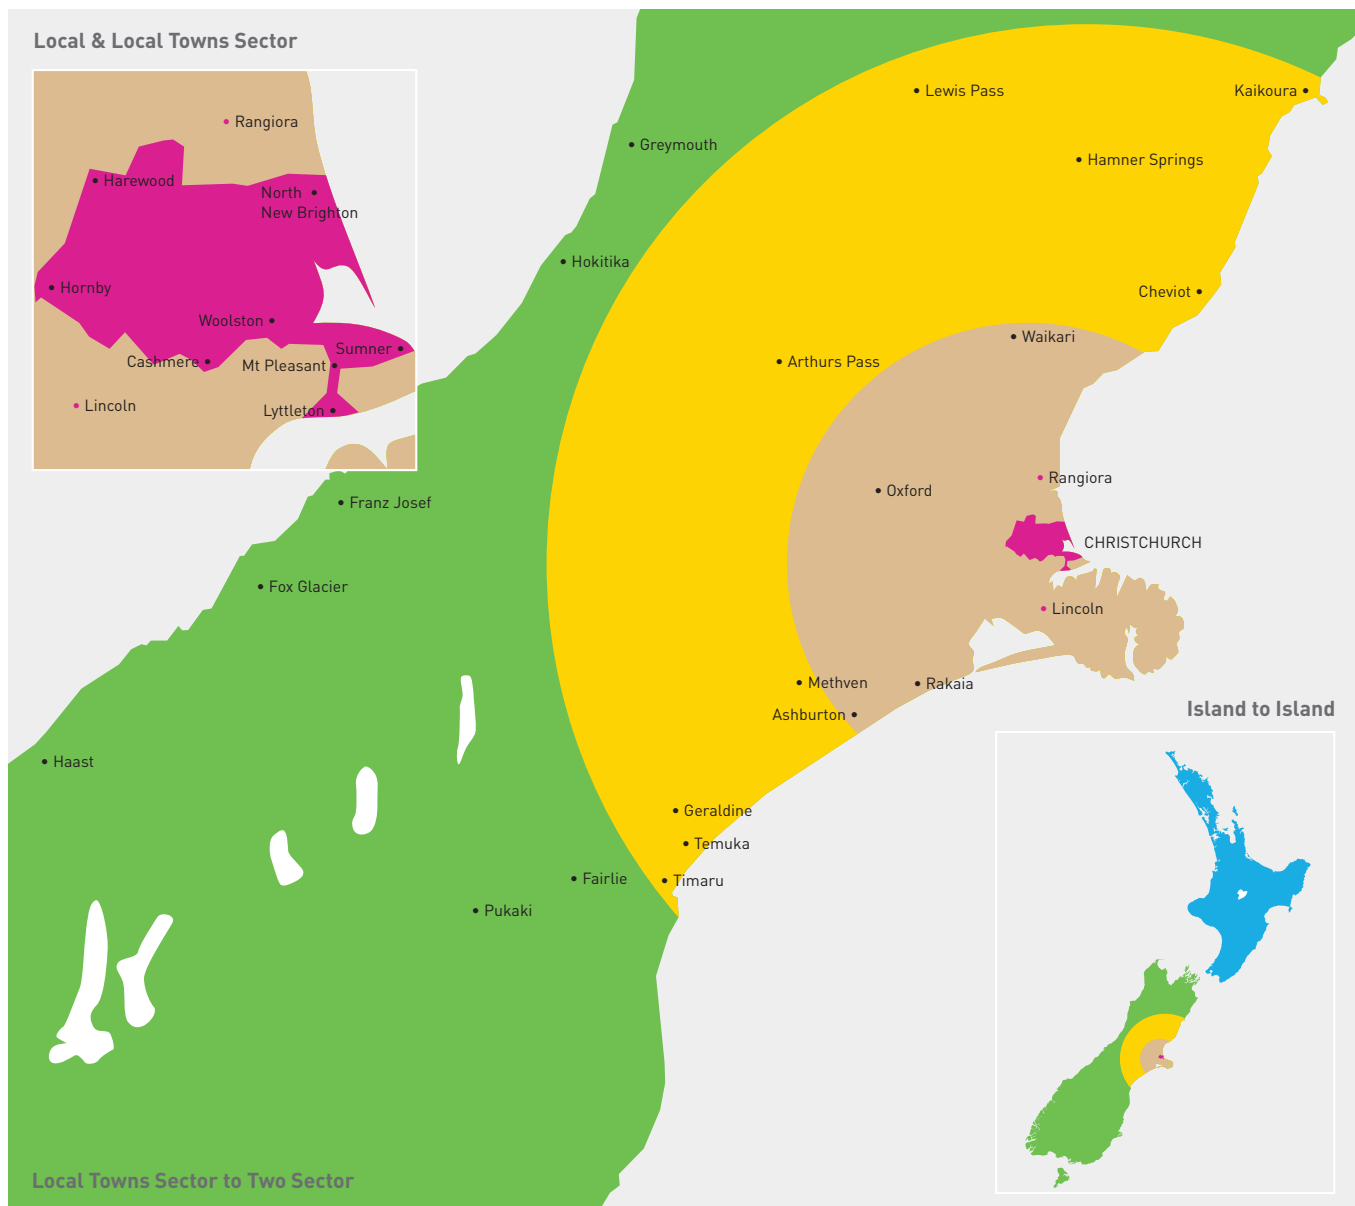 Local & Local Towns Sector
Rangiora
Harewood
North
New Brighton
Hornby
Woolston
Sumner
Cashmere
Mt Pleasant
Lincoln
Lyttleton
Lewis Pass
Kaikoura
Greymouth
Hamner Springs
Hokitika
Cheviot
Waikari
Arthurs Pass
Rangiora
Oxford
Franz Josef
CHRISTCHURCH
Fox Glacier
Lincoln
Methven
Rakaia
Ashburton
Island to Island
Haast
Geraldine
Temuka
Fairlie
Timaru
Pukaki
Local Towns Sector to Two Sector